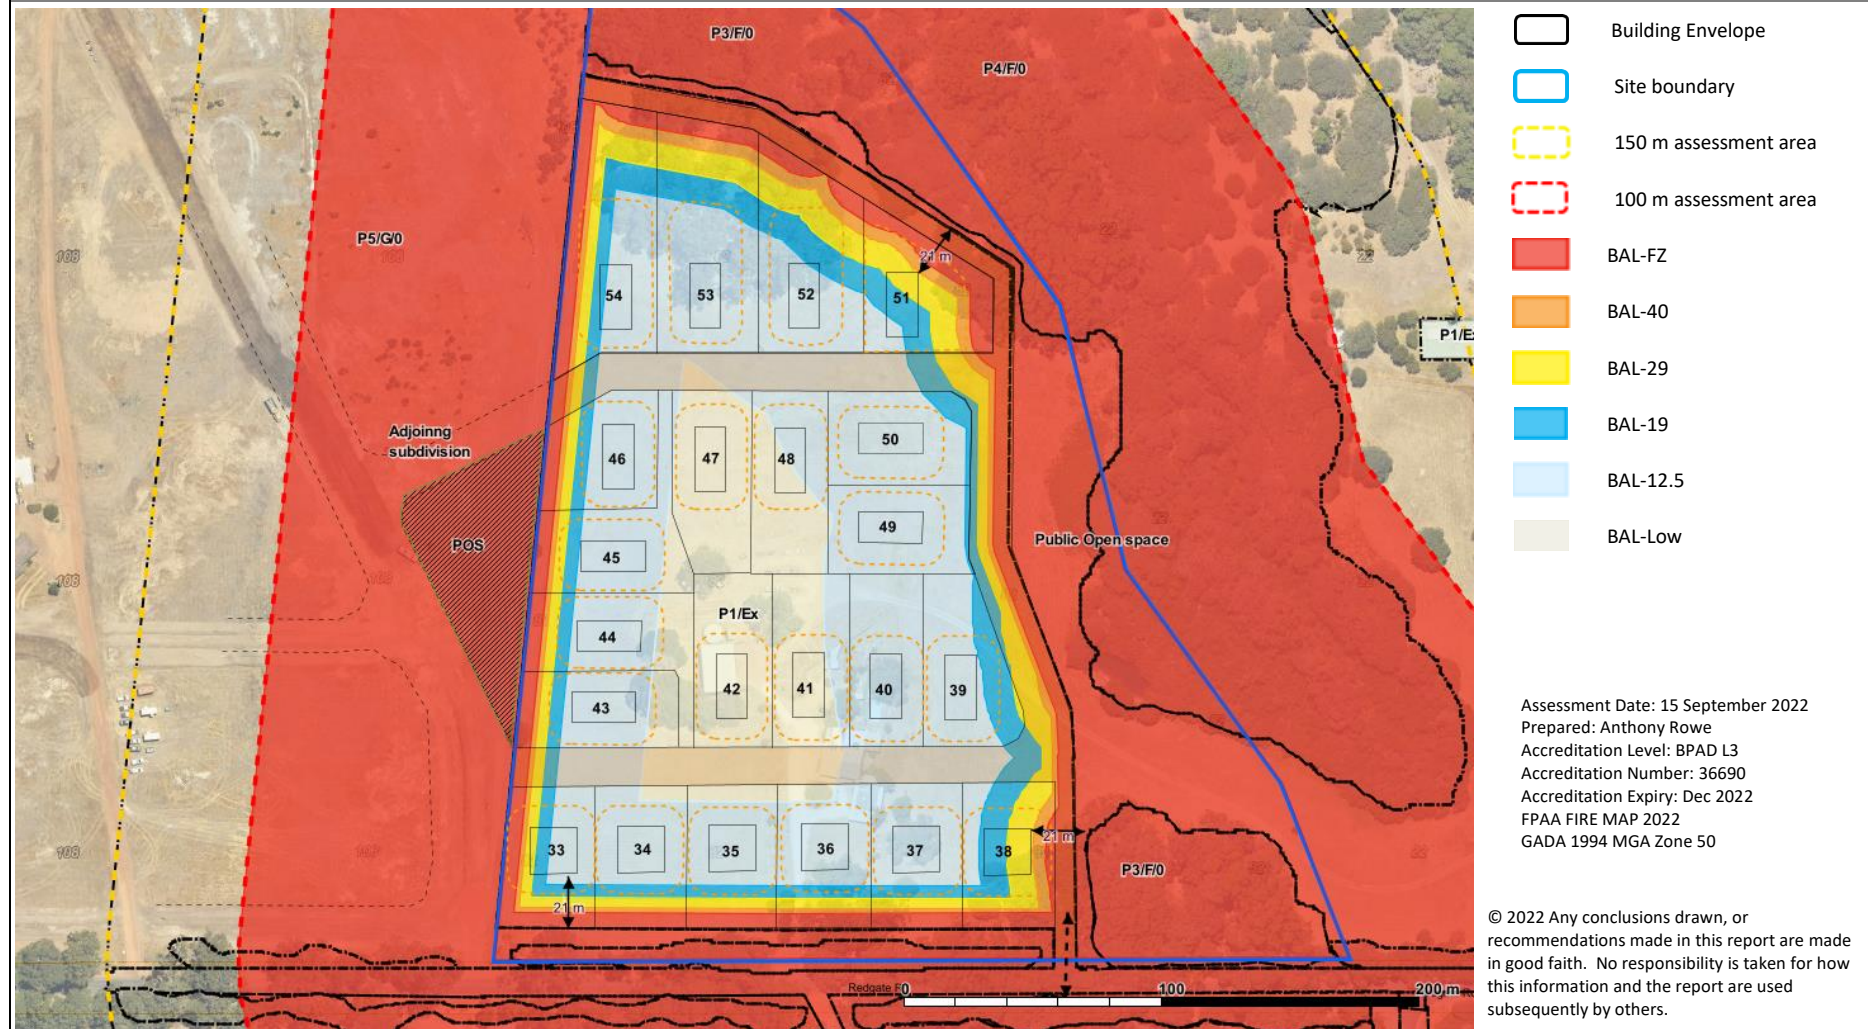 P3/F/0
P4/F/0
P5/G/0
108
108
22
21 m
54
53
52
51
P1/E
Adjoinng
subdivision
46
47
48
50
49
POS
45
108
103
Public Open space
P1/Ex
44
42
41
40
39
43
33
34
35
36
37
38
21 m
108
P3/F/0
21 m
Redgate
0
100
200 m
Building Envelope
Site boundary
150 m assessment area
100 m assessment area
BAL-FZ
BAL-40
BAL-29
BAL-19
BAL-12.5
BAL-Low
Assessment Date: 15 September 2022
Prepared: Anthony Rowe
Accreditation Level: BPAD L3
Accreditation Number: 36690
Accreditation Expiry: Dec 2022
FPAA FIRE MAP 2022
GADA 1994 MGA Zone 50
© 2022 Any conclusions drawn, or
recommendations made in this report are made
in good faith.  No responsibility is taken for how
this information and the report are used
subsequently by others.